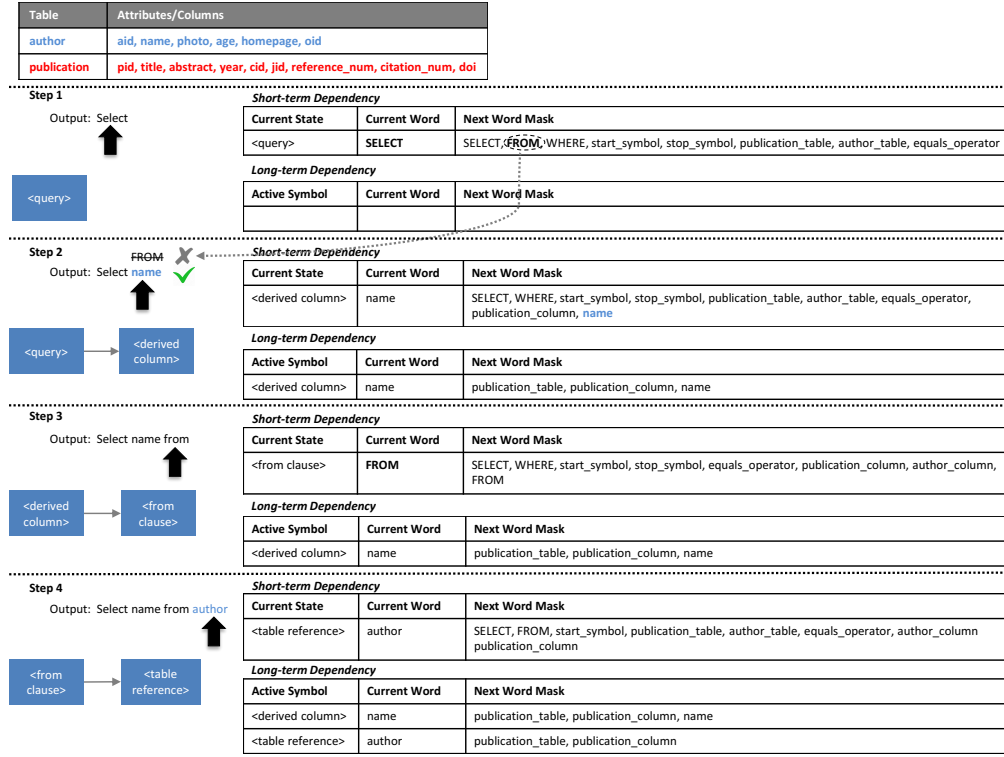 Table Attributes/Columns
author aid, name, photo, age, homepage, oid
publication pid, title, abstract, year, cid, jid, reference_num, citation_num, doi
Step 1
Output: Select
<query>
Short-term Dependency
Current State Current Word Next Word Mask
<query> SELECT SELECT, FROM, WHERE, start_symbol, stop_symbol, publication_table, author_table, equals_operator
Long-term Dependency
Active Symbol Current Word Next Word Mask
Step 2
FROM
Output: Select name
<query>
<derived
column>
Short-term Dependency
Current State Current Word Next Word Mask
<derived column> name SELECT, WHERE, start_symbol, stop_symbol, publication_table, author_table, equals_operator,
publication_column, name
Long-term Dependency
Active Symbol Current Word Next Word Mask
<derived column> name publication_table, publication_column, name
Step 3
Output: Select name from
<derived
column>
<from
clause>
Short-term Dependency
Current State Current Word Next Word Mask
<from clause> FROM SELECT, WHERE, start_symbol, stop_symbol, equals_operator, publication_column, author_column,
FROM
Long-term Dependency
Active Symbol Current Word Next Word Mask
<derived column> name publication_table, publication_column, name
Step 4
Output: Select name from author
<from
clause>
<table
reference>
Short-term Dependency
Current State Current Word Next Word Mask
<table reference> author SELECT, FROM, start_symbol, publication_table, author_table, equals_operator, author_column
publication_column
Long-term Dependency
Active Symbol Current Word Next Word Mask
<derived column> name publication_table, publication_column, name
<table reference> author publication_table, publication_column